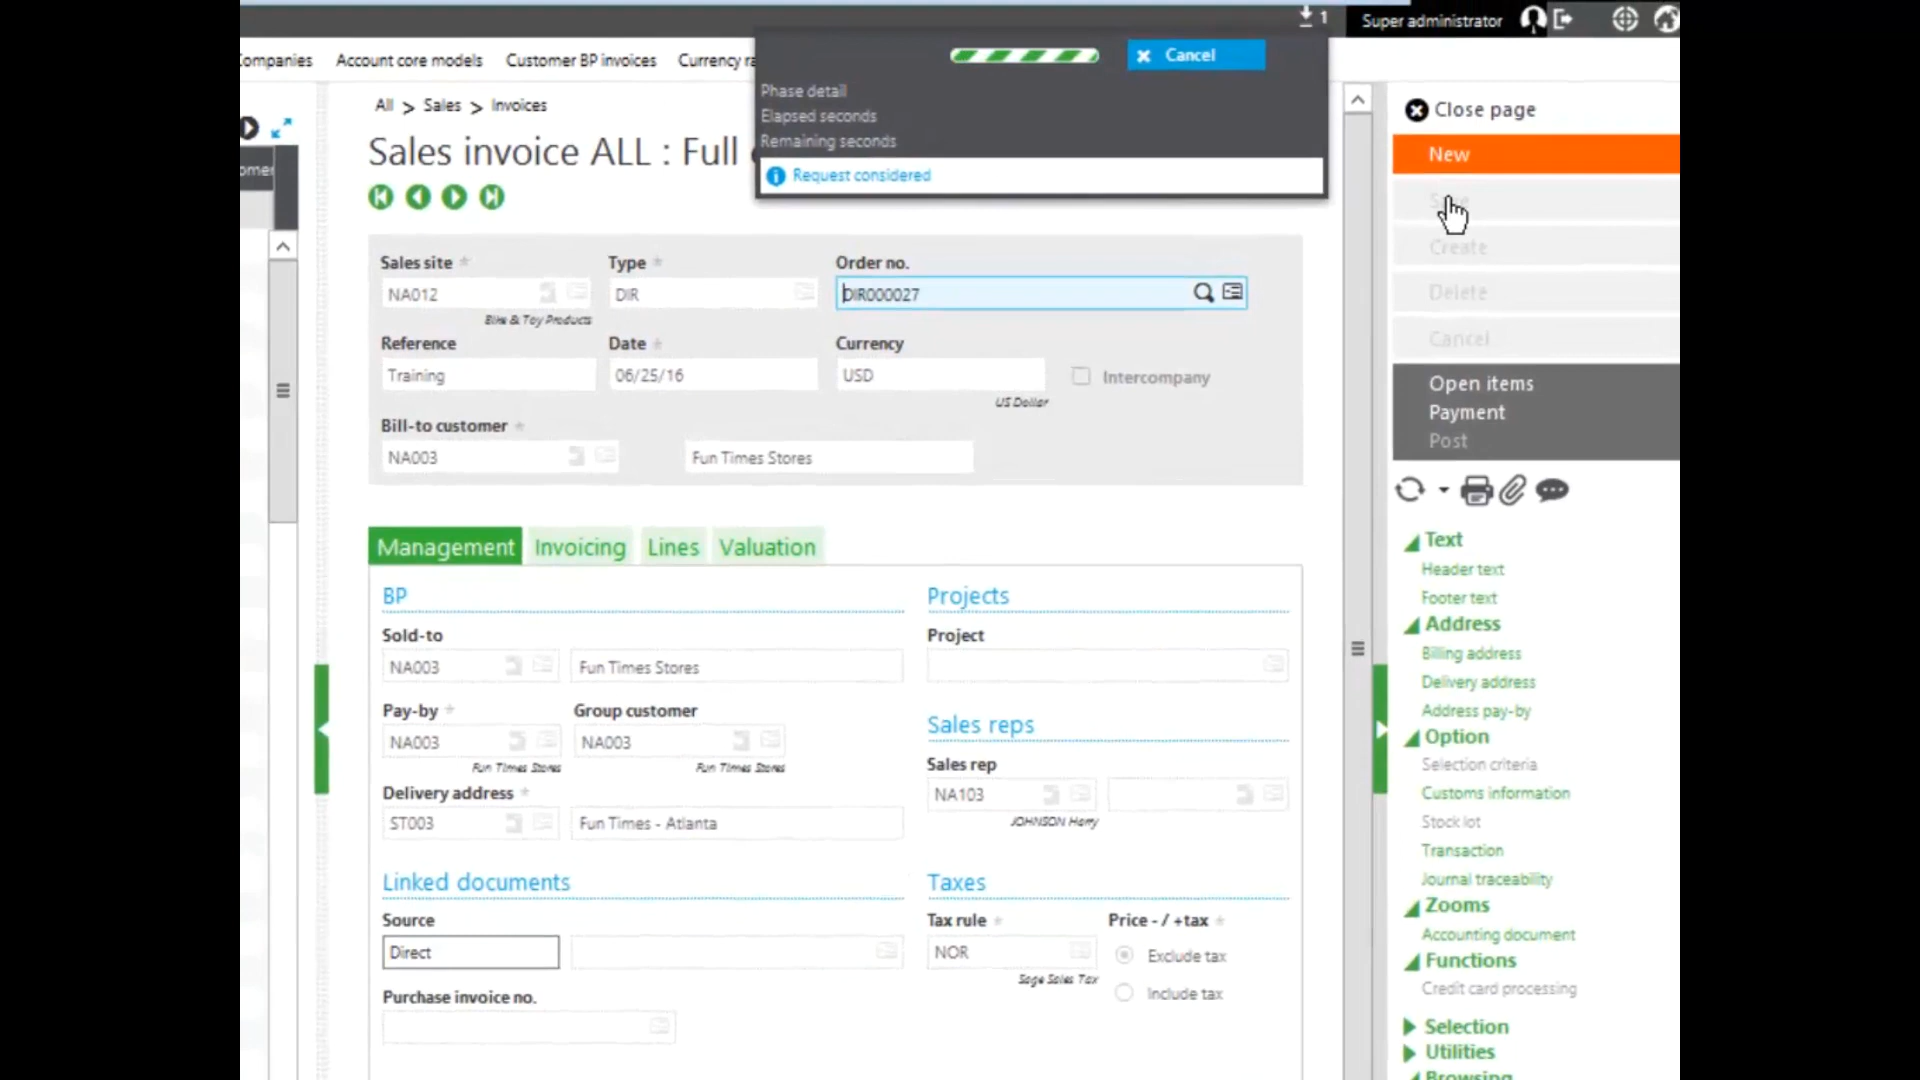 1
Super administrator
ompanies
Account core models
Customer BP invoices
Currency ra
Cancel
Phase detail
Elapsed seconds
Remaining seconds
Request considered
All > Sales > Invoices
Sales invoice ALL : Full
omer
Close page
New
Create
Delete
Cancel
Open items
Payment
Post
Sales site *
Type *
Order no.
NA012
DIR
DIR000027
Bike & Toy Products
Reference
Date *
Currency
Training
06/25/16
USD
Intercompany
US Dollar
Bill-to customer *
NA003
Fun Times Stores
Management
Invoicing
Lines
Valuation
BP
Projects
Sold-to
Project
NA003
Fun Times Stores
Pay-by *
Group customer
NA003
NA003
Fun Times Stores
Fun Times Stores
Sales reps
Sales rep
NA103
JOHNSON Harry
Delivery address *
ST003
Fun Times - Atlanta
Linked documents
Taxes
Source
Tax rule *
Price - / +tax *
Direct
NOR
Exclude tax
Sage Sales Tax
Include tax
Purchase invoice no.
Text
Header text
Footer text
Address
Billing address
Delivery address
Address pay-by
Option
Selection criteria
Customs information
Stock lot
Transaction
Journal traceability
Zooms
Accounting document
Functions
Credit card processing
Selection
Utilities
Browsing